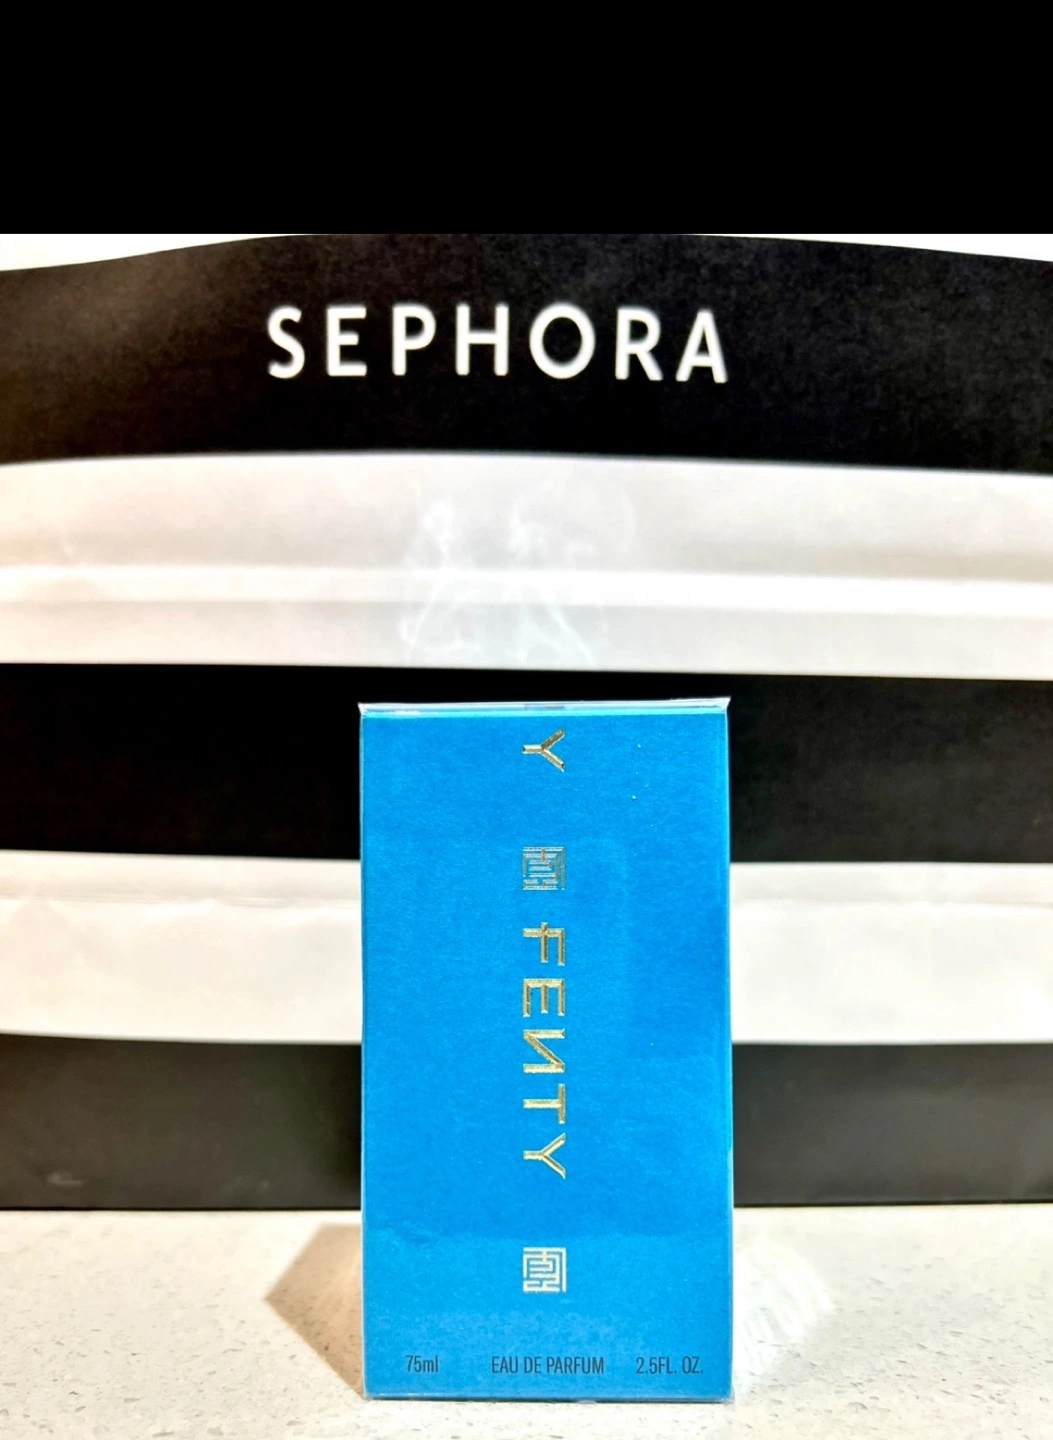 SEPHORA
Y
FENTY
75ml EAU DE PARFUM 2,5FL. OZ.